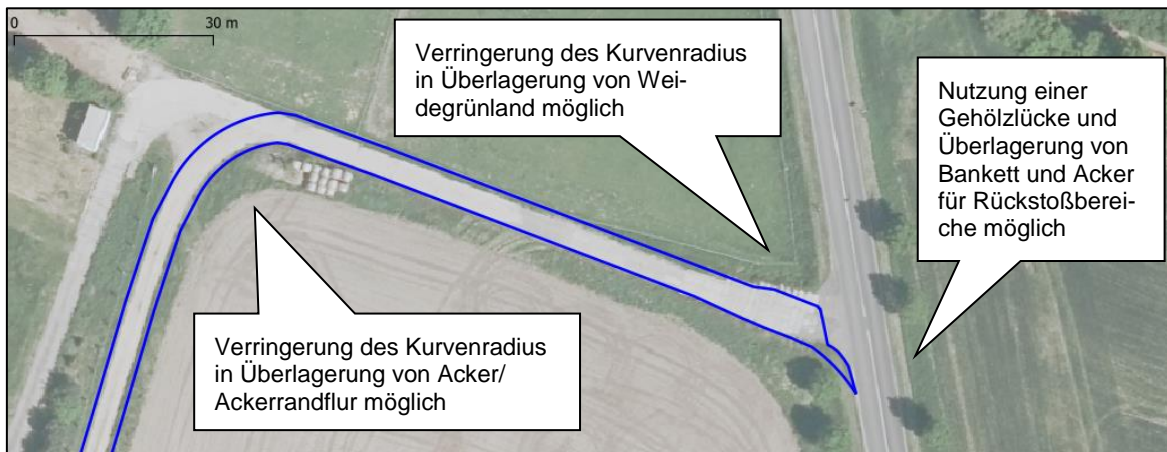 0 30 m
Verringerung des Kurvenradius
in Überlagerung von Wei-
degrünland möglich
Nutzung einer
Gehölzlücke und
Überlagerung von
Bankett und Acker
für Rückstoßberei-
che möglich
Verringerung des Kurvenradius
in Überlagerung von Acker/
Ackerrandflur möglich